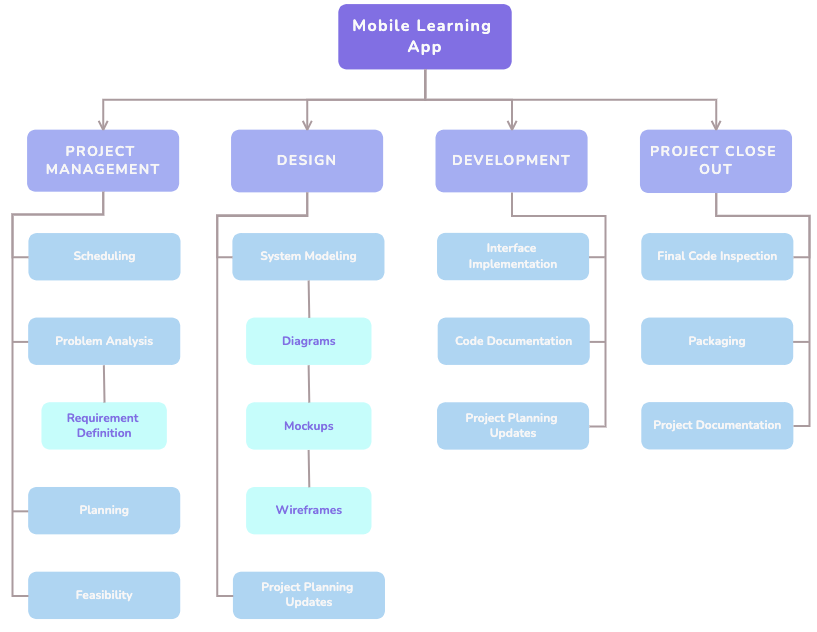 Mobile Learning
App
PROJECT
MANAGEMENT
DESIGN
DEVELOPMENT
PROJECT CLOSE
OUT
Scheduling
Problem Analysis
Requirement
Definition
Planning
Feasibility
System Modeling
Diagrams
Mockups
Wireframes
Project Planning
Updates
Interface
Implementation
Code Documentation
Project Planning
Updates
Final Code Inspection
Packaging
Project Documentation